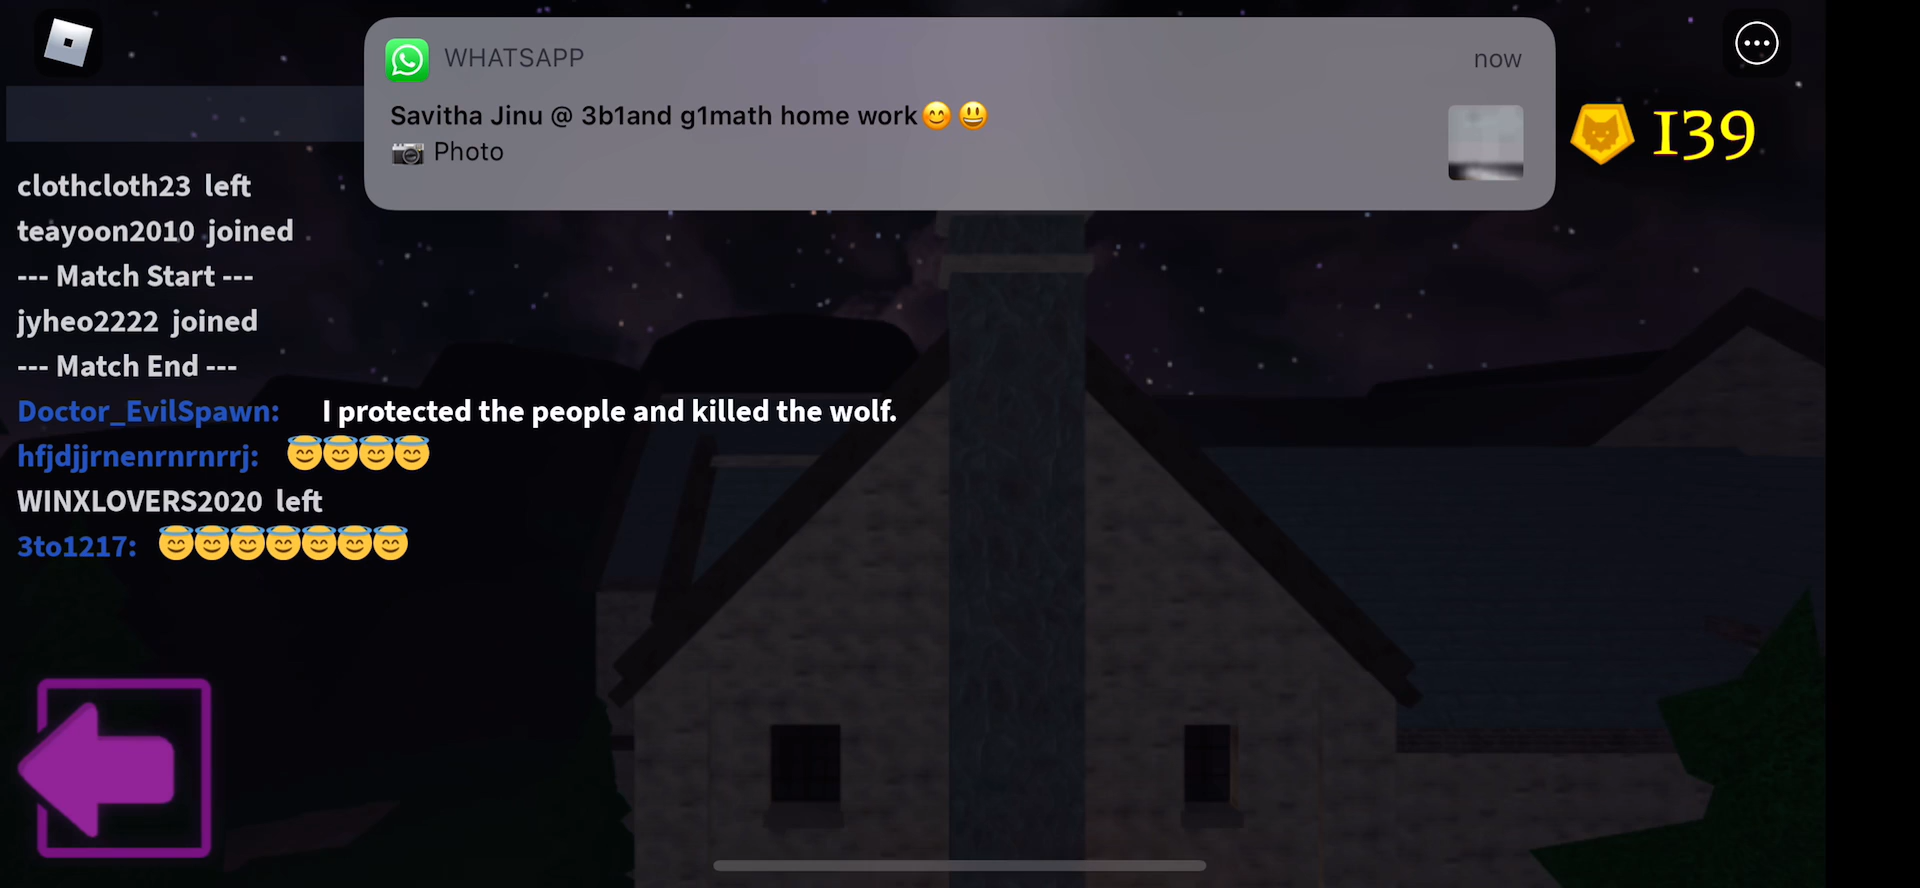 WHATSAPP now
Savitha Jinu @ 3b1and g1math home work😊 😃
📷 Photo
139
clothcloth23 left
teayoon2010 joined
--- Match Start ---
jyheo2222 joined
--- Match End ---
Doctor_EvilSpawn: I protected the people and killed the wolf.
hfjdjjrnenrnrnrrj: 😇😇😇😇
WINXLOVERS2020 left
3to1217: 😇😇😇😇😇😇😇